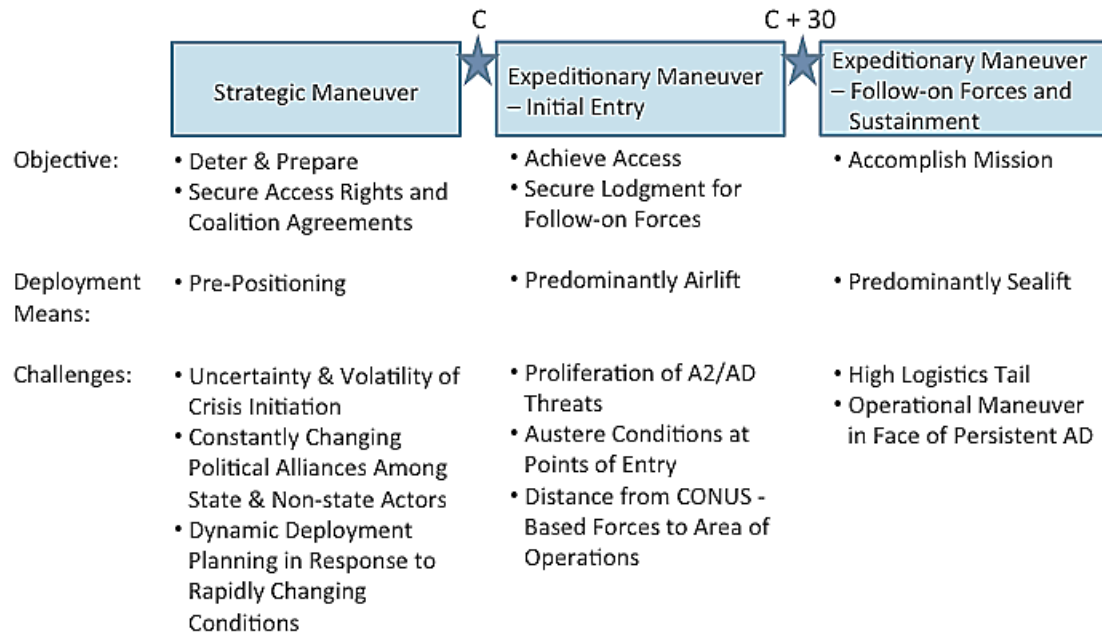 C
C + 30
Strategic Maneuver
Expeditionary Maneuver
– Initial Entry
Expeditionary Maneuver
– Follow-on Forces and
Sustainment
Objective:
• Deter & Prepare
• Secure Access Rights and
Coalition Agreements
• Achieve Access
• Secure Lodgment for
Follow-on Forces
• Accomplish Mission
Deployment
Means:
• Pre-Positioning
• Predominantly Airlift
• Predominantly Sealift
Challenges:
• Uncertainty & Volatility of
Crisis Initiation
• Constantly Changing
Political Alliances Among
State & Non-state Actors
• Dynamic Deployment
Planning in Response to
Rapidly Changing
Conditions
• Proliferation of A2/AD
Threats
• Austere Conditions at
Points of Entry
• Distance from CONUS -
Based Forces to Area of
Operations
• High Logistics Tail
• Operational Maneuver
in Face of Persistent AD